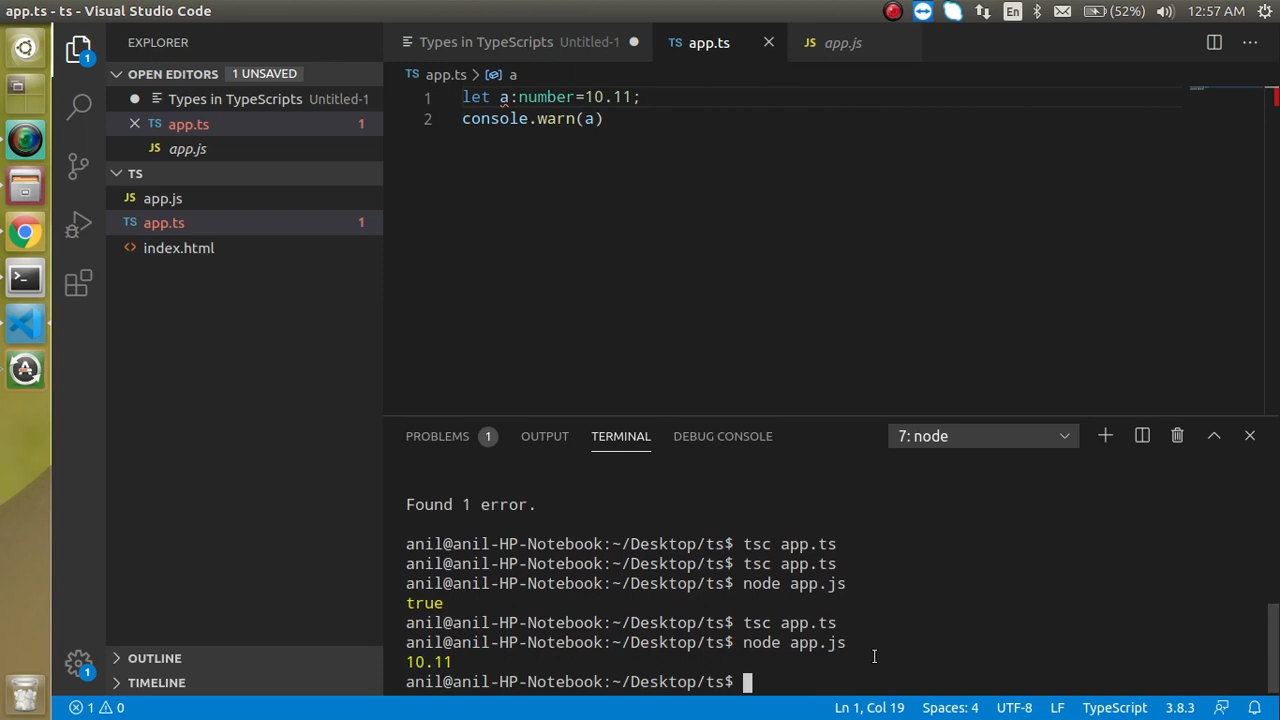 app.ts - ts - Visual Studio Code
En
(52%)
12:57 AM
EXPLORER
Types in TypeScripts Untitled-1
TS app.ts
JS app.js
OPEN EDITORS 1 UNSAVED
Types in TypeScripts Untitled-1
TS app.ts 1
JS app.js
TS
JS app.js
TS app.ts 1
<> index.html
OUTLINE
TIMELINE
1
1
TS app.ts > a
1 let a:number=10.11;
2 console.warn(a)
PROBLEMS 1 OUTPUT TERMINAL DEBUG CONSOLE 7: node
Found 1 error.
anil@anil-HP-Notebook:~/Desktop/ts$ tsc app.ts
anil@anil-HP-Notebook:~/Desktop/ts$ tsc app.ts
anil@anil-HP-Notebook:~/Desktop/ts$ node app.js
true
anil@anil-HP-Notebook:~/Desktop/ts$ tsc app.ts
anil@anil-HP-Notebook:~/Desktop/ts$ node app.js
10.11
anil@anil-HP-Notebook:~/Desktop/ts$
1 0 Ln 1, Col 19 Spaces: 4 UTF-8 LF TypeScript 3.8.3